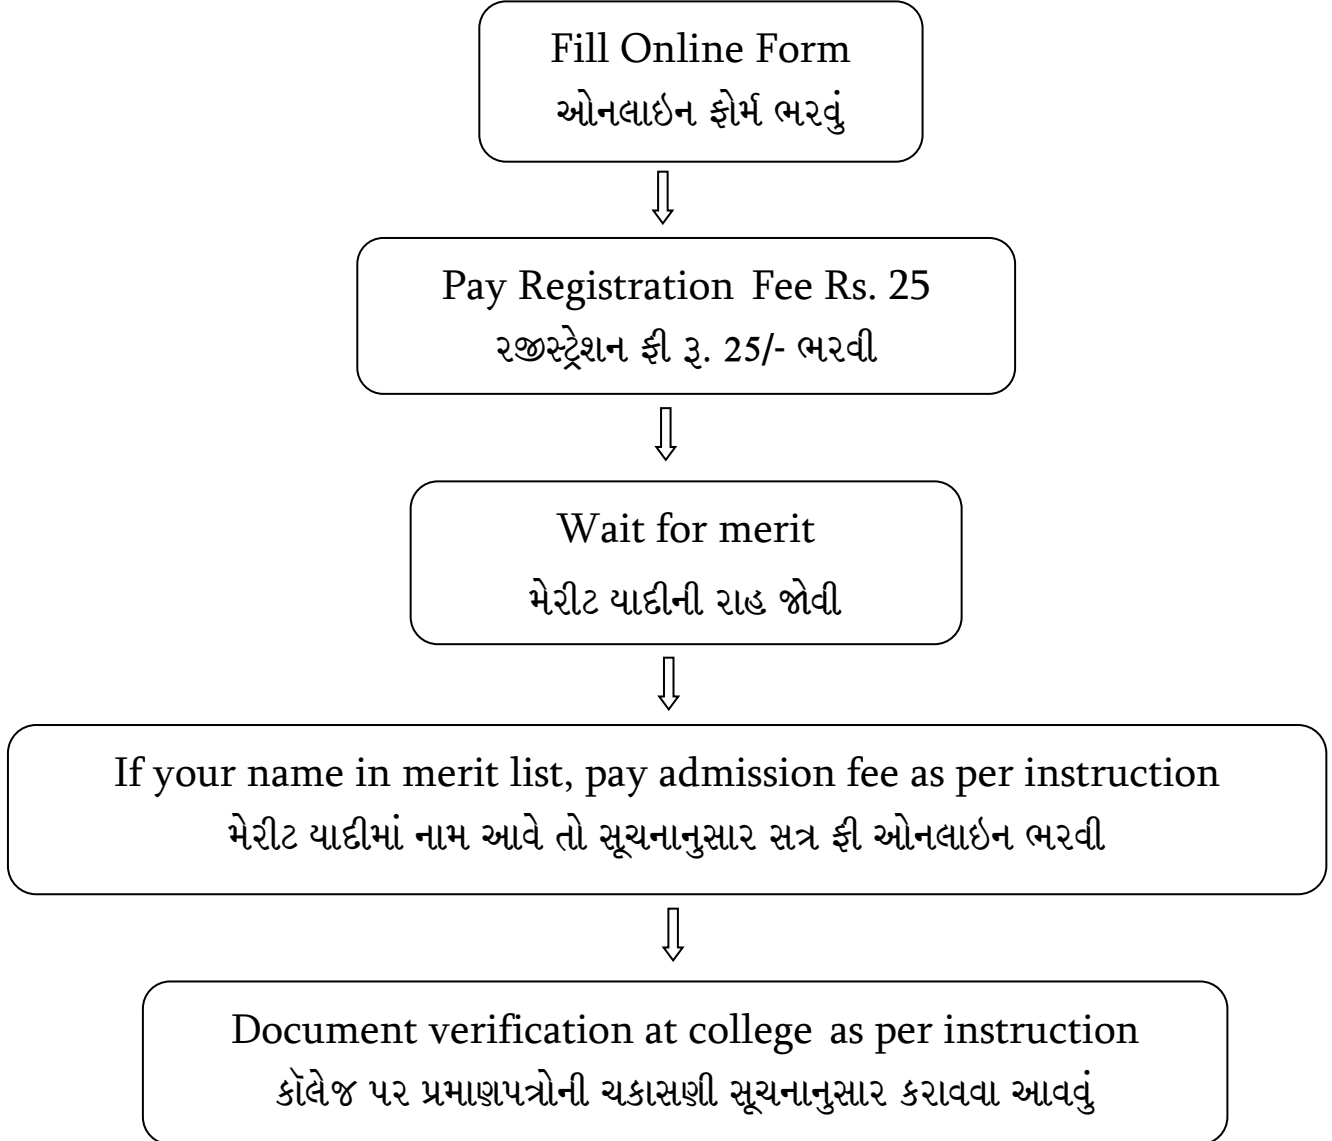 Fill Online Form
ઓનલાઇન ફોર્મ ભરવું
Pay Registration Fee Rs. 25
રજીસ્ટ્રેશન ફી રૂ. 25/- ભરવી
Wait for merit
મેરીટ યાદીની રાહ જોવી
If your name in merit list, pay admission fee as per instruction
મેરીટ યાદીમાં નામ આવે તો સૂચનાનુસાર સત્ર ફી ઓનલાઇન ભરવી
Document verification at college as per instruction
કૉલેજ પર પ્રમાણપત્રોની ચકાસણી સૂચનાનુસાર કરાવવા આવવું